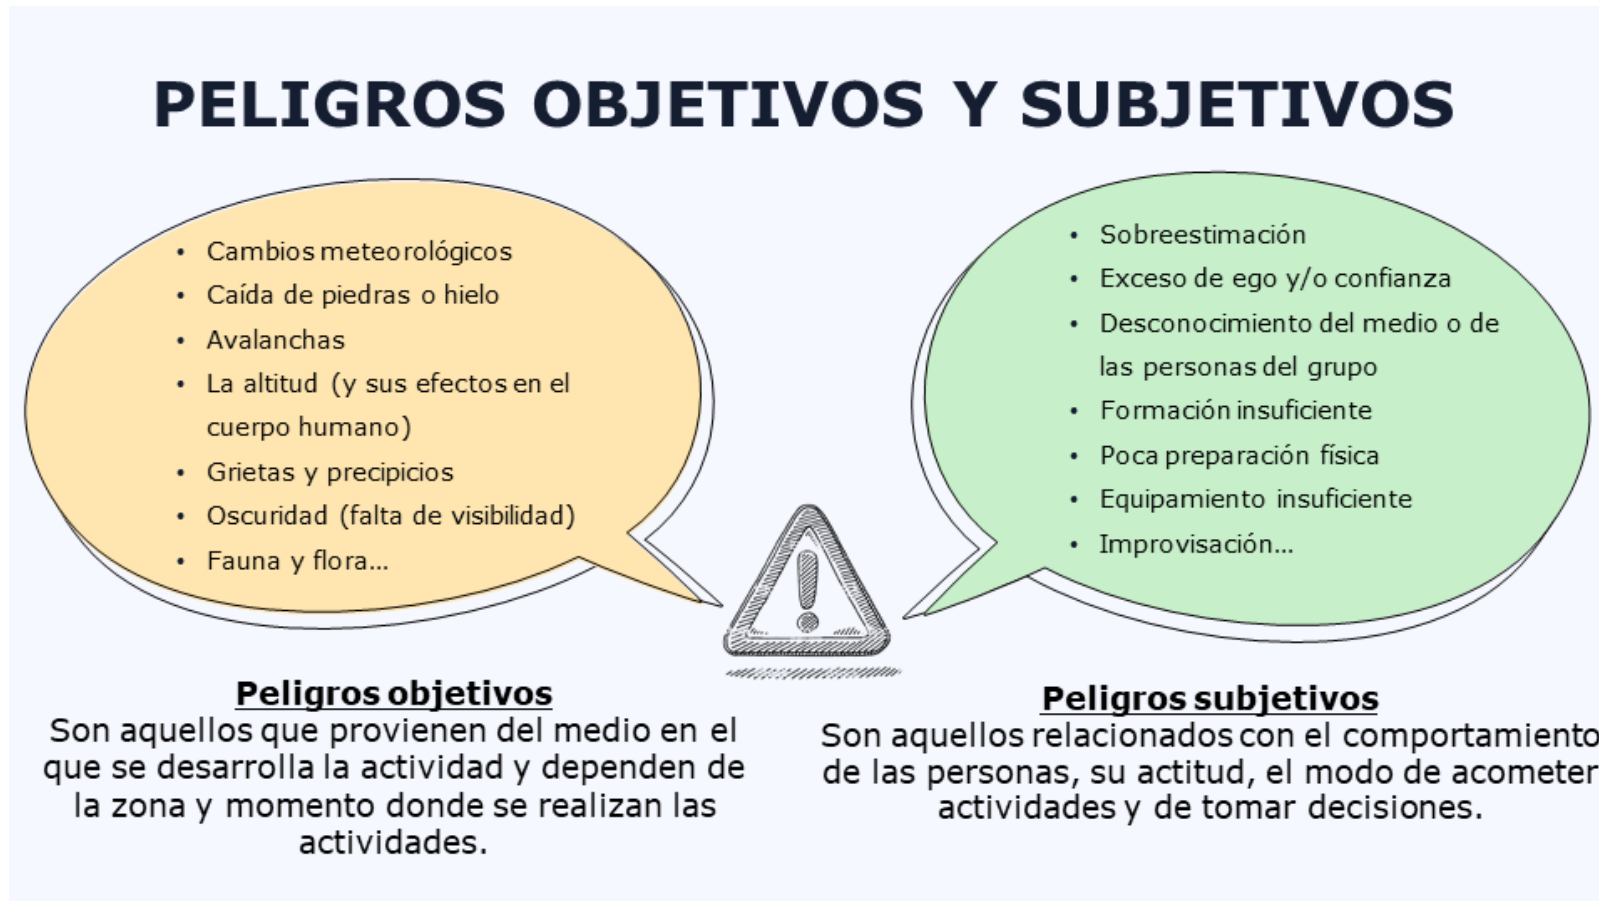 PELIGROS OBJETIVOS Y SUBJETIVOS
• Cambios meteorológicos
• Caída de piedras o hielo
• Avalanchas
• La altitud (y sus efectos en el
cuerpo humano)
• Grietas y precipicios
• Oscuridad (falta de visibilidad)
• Fauna y flora...
• Sobreestimación
• Exceso de ego y/o confianza
• Desconocimiento del medio o de
las personas del grupo
• Formación insuficiente
• Poca preparación física
• Equipamiento insuficiente
• Improvisación...
Peligros objetivos
Son aquellos que provienen del medio en el
que se desarrolla la actividad y dependen de
la zona y momento donde se realizan las
actividades.
Peligros subjetivos
Son aquellos relacionados con el comportamiento
de las personas, su actitud, el modo de acometer
actividades y de tomar decisiones.